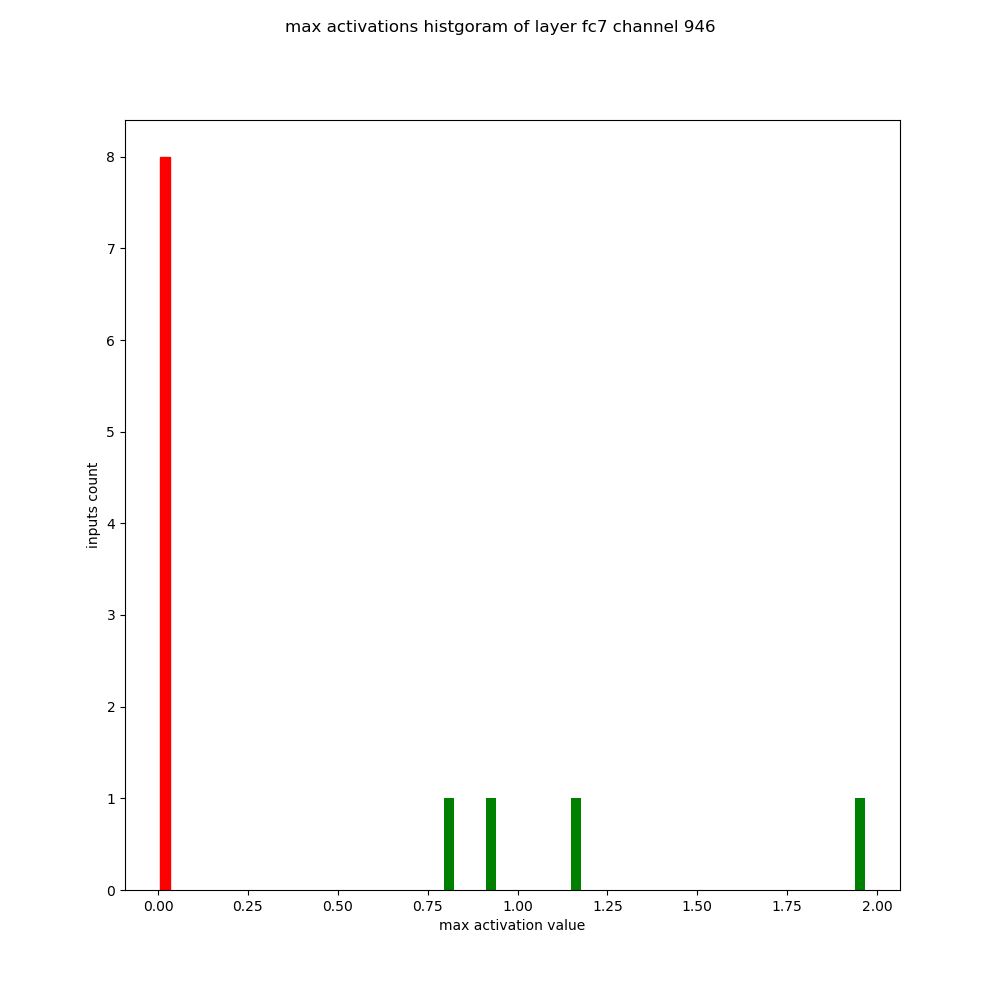 max activations histgoram of layer fc7 channel 946
8
7
6
5
4
3
2
1
0
inputs count
0.00 0.25 0.50 0.75 1.00 1.25 1.50 1.75 2.00
max activation value